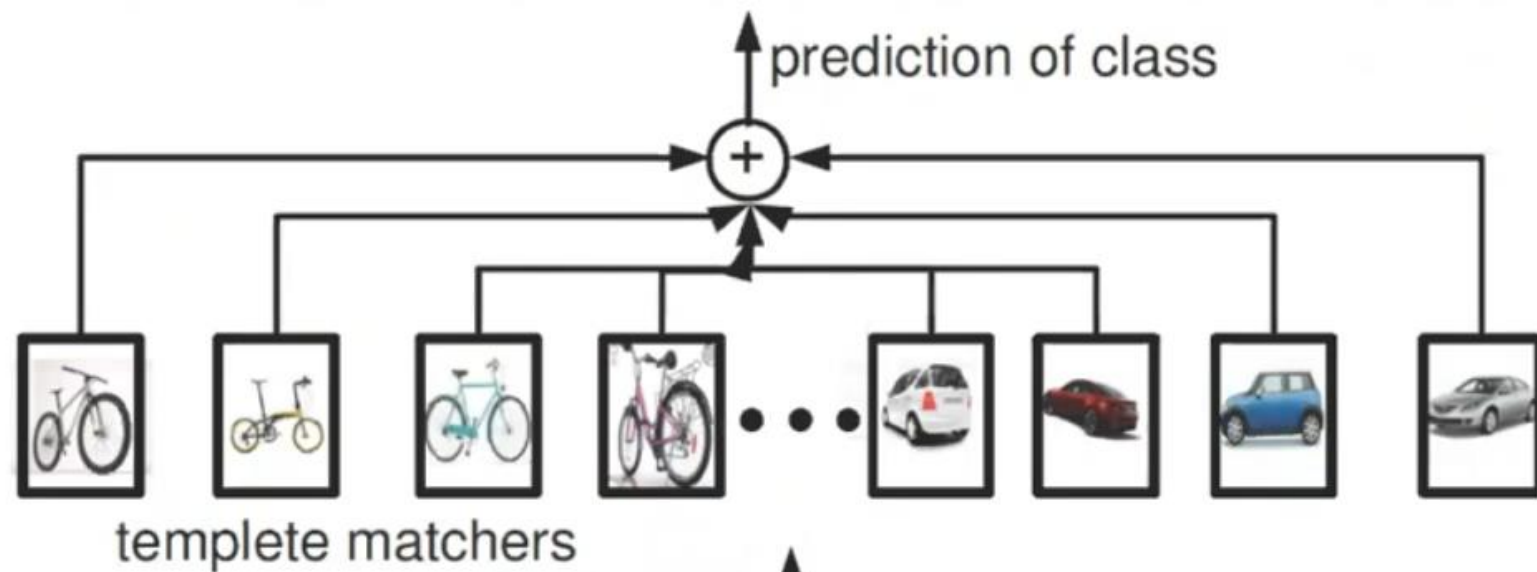 prediction of class
+
templete matchers